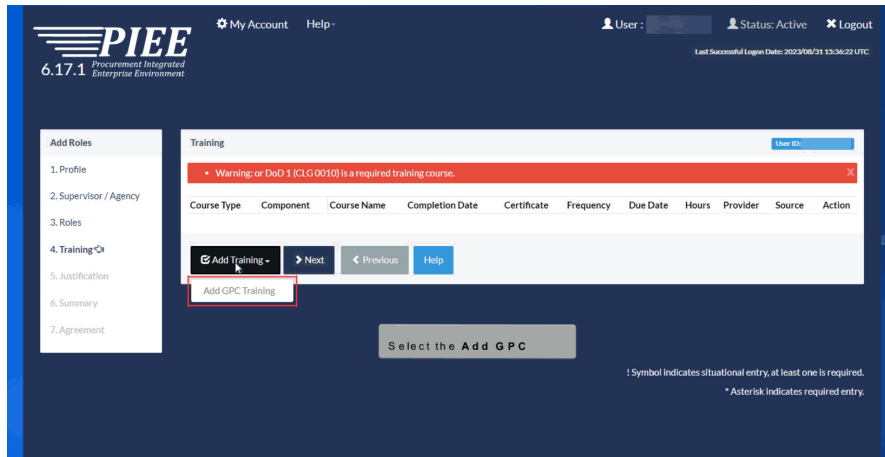 My Account Help User : Status: Active Logout
PIEE
6.17.1 Procurement Integrated Enterprise Environment
Last Successful Logon Date: 2023/08/31 15:36:22 UTC
Add Roles
1. Profile
2. Supervisor / Agency
3. Roles
4. Training
5. Justification
6. Summary
7. Agreement
Training User ID:
Warning: or DoD 1 (CLG 0010) is a required training course. X
Course Type Component Course Name Completion Date Certificate Frequency Due Date Hours Provider Source Action
Add Training Next Previous Help
Add GPC Training
Select the Add GPC
! Symbol indicates situational entry, at least one is required.
* Asterisk indicates required entry.